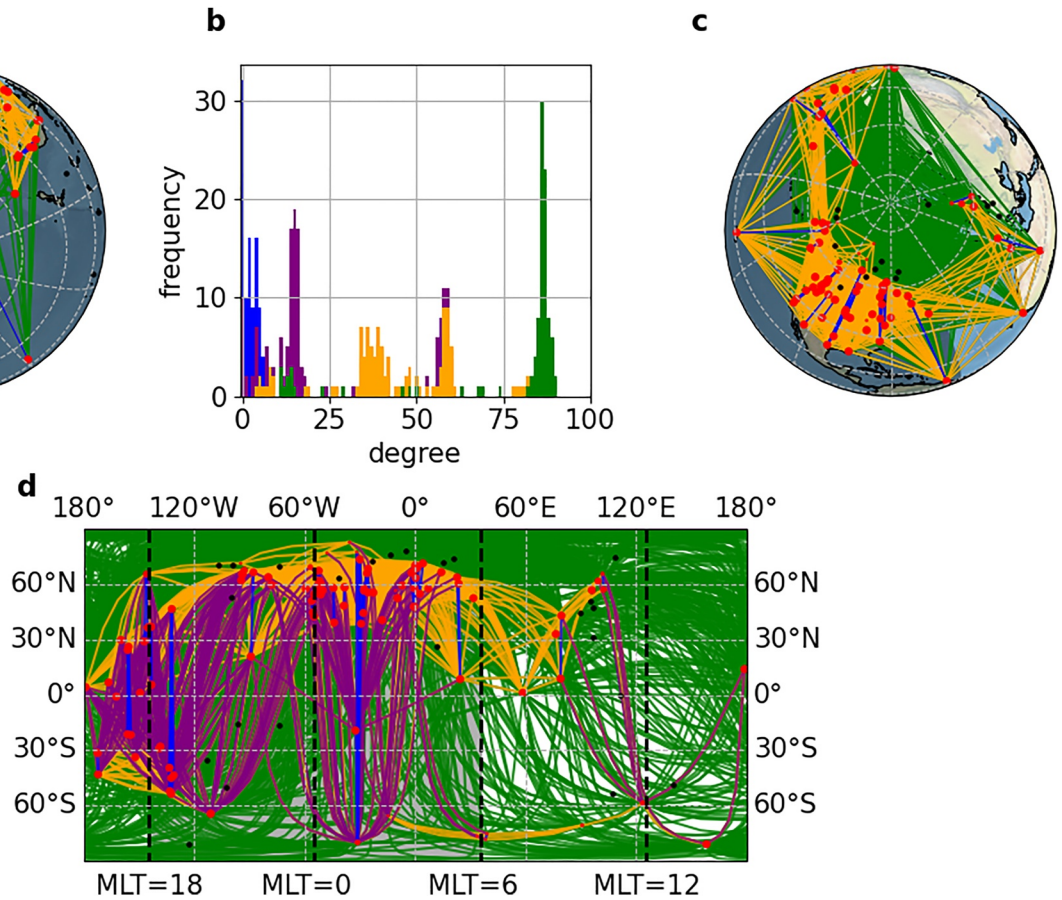 b
c
frequency
30
20
10
0
0 25 50 75 100
degree
d
180° 120°W 60°W 0° 60°E 120°E 180°
60°N 60°N
30°N 30°N
0° 0°
30°S 30°S
60°S 60°S
MLT=18 MLT=0 MLT=6 MLT=12